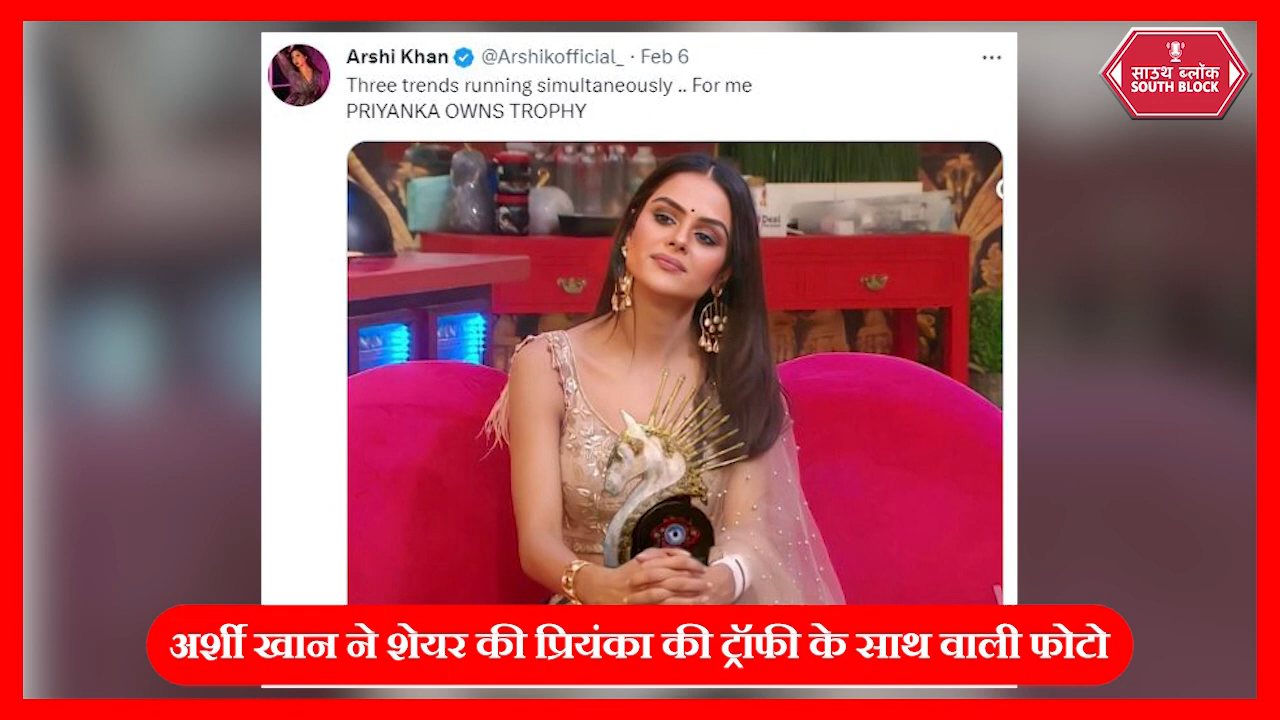 Arshi Khan @Arshikofficial_ · Feb 6
Three trends running simultaneously .. For me
PRIYANKA OWNS TROPHY
साउथ ब्लॉक
SOUTH BLOCK
अर्शी खान ने शेयर की प्रियंका की ट्रॉफी के साथ वाली फोटो